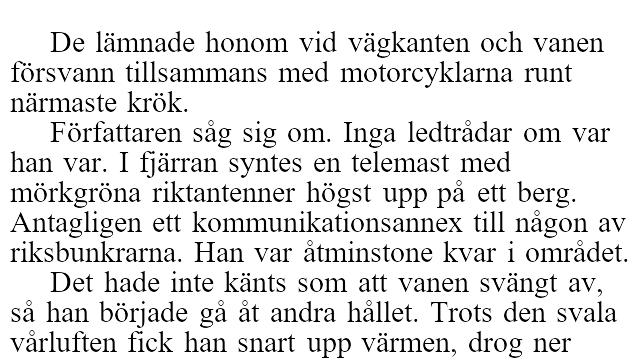 De lämnade honom vid vägkanten och vanen
försvann tillsammans med motorcyklarna runt
närmaste krök.
Författaren såg sig om. Inga ledtrådar om var
han var. I fjärran syntes en telemast med
mörkgröna riktantenner högst upp på ett berg.
Antagligen ett kommunikationsannex till någon av
riksbunkrarna. Han var åtminstone kvar i området.
Det hade inte känts som att vanen svängt av,
så han började gå åt andra hållet. Trots den svala
vårluften fick han snart upp värmen, drog ner